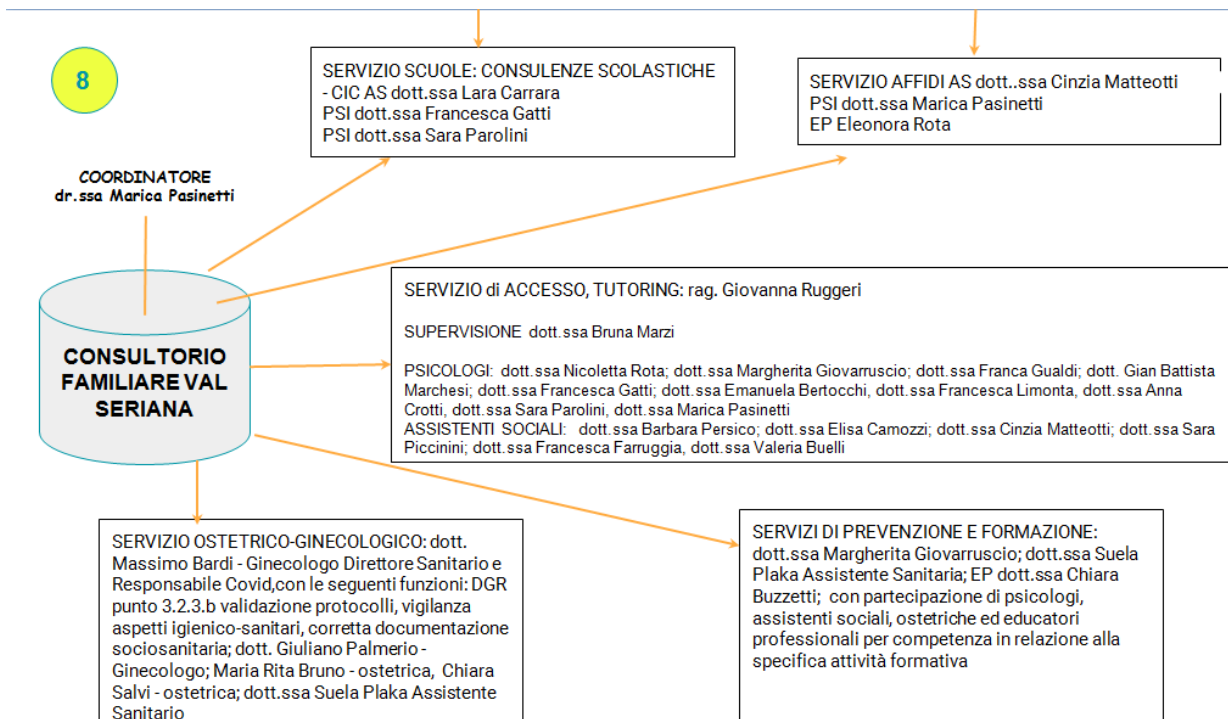 8
SERVIZIO SCUOLE: CONSULENZE SCOLASTICHE
- CIC AS dott.ssa Lara Carrara
PSI dott.ssa Francesca Gatti
PSI dott.ssa Sara Parolini
SERVIZIO AFFIDI AS dott..ssa Cinzia Matteotti
PSI dott.ssa Marica Pasinetti
EP Eleonora Rota
COORDINATORE
dr.ssa Marica Pasinetti
CONSULTORIO
FAMILIARE VAL
SERIANA
SERVIZIO di ACCESSO, TUTORING: rag. Giovanna Ruggeri
SUPERVISIONE dott.ssa Bruna Marzi
PSICOLOGI: dott.ssa Nicoletta Rota; dott.ssa Margherita Giovarruscio; dott.ssa Franca Gualdi; dott. Gian Battista
Marchesi; dott.ssa Francesca Gatti; dott.ssa Emanuela Bertocchi, dott.ssa Francesca Limonta, dott.ssa Anna
Crotti, dott.ssa Sara Parolini, dott.ssa Marica Pasinetti
ASSISTENTI SOCIALI: dott.ssa Barbara Persico; dott.ssa Elisa Camozzi; dott.ssa Cinzia Matteotti; dott.ssa Sara
Piccinini; dott.ssa Francesca Farruggia, dott.ssa Valeria Buelli
SERVIZIO OSTETRICO-GINECOLOGICO: dott.
Massimo Bardi - Ginecologo Direttore Sanitario e
Responsabile Covid,con le seguenti funzioni: DGR
punto 3.2.3.b validazione protocolli, vigilanza
aspetti igienico-sanitari, corretta documentazione
sociosanitaria; dott. Giuliano Palmerio -
Ginecologo; Maria Rita Bruno - ostetrica, Chiara
Salvi - ostetrica; dott.ssa Suela Plaka Assistente
Sanitario
SERVIZI DI PREVENZIONE E FORMAZIONE:
dott.ssa Margherita Giovarruscio; dott.ssa Suela
Plaka Assistente Sanitaria; EP dott.ssa Chiara
Buzzetti; con partecipazione di psicologi,
assistenti sociali, ostetriche ed educatori
professionali per competenza in relazione alla
specifica attività formativa